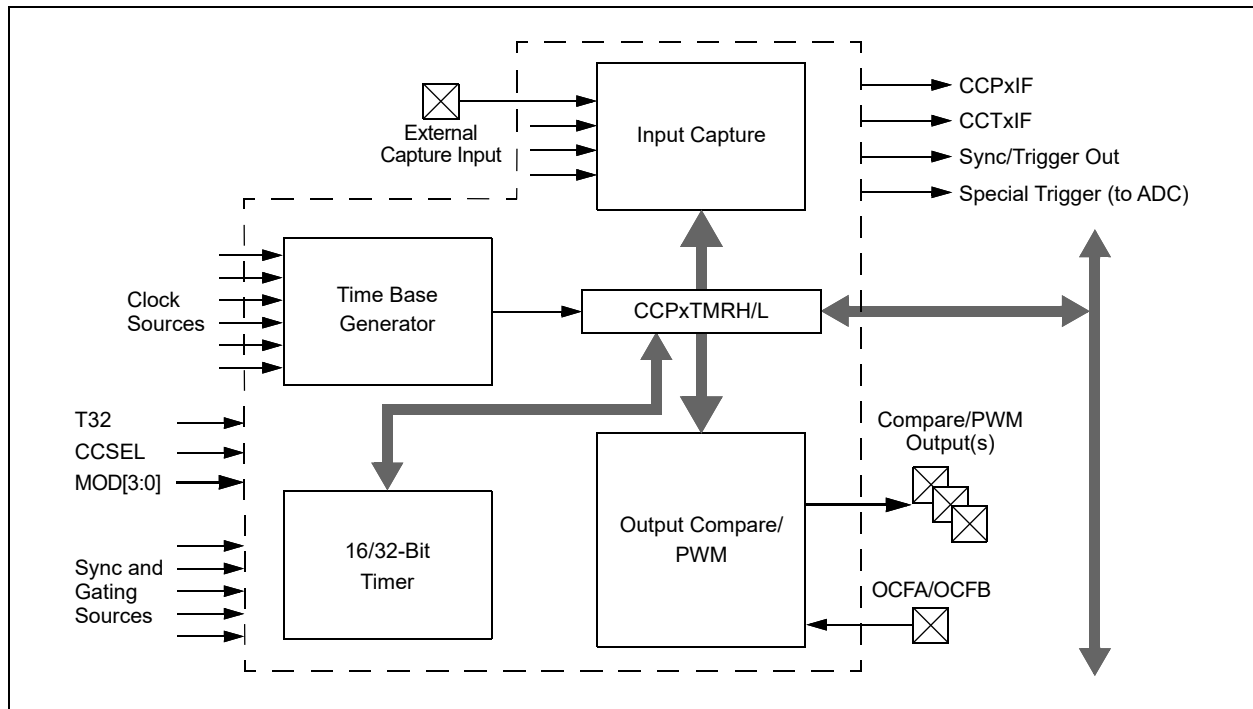 External
Capture Input
Input Capture
CCPxIF
CCTxIF
Sync/Trigger Out
Special Trigger (to ADC)
Clock
Sources
Time Base
Generator
CCPxTMRH/L
T32
CCSEL
MOD[3:0]
Sync and
Gating
Sources
16/32-Bit
Timer
Output Compare/
PWM
Compare/PWM
Output(s)
OCFA/OCFB